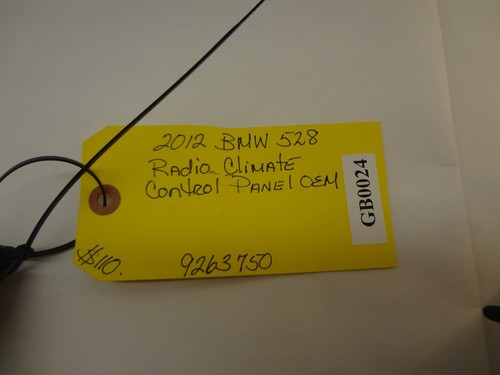 2012 BMW 528
Radio Climate
Control Panel OEM
GB0024
$110.
9263750